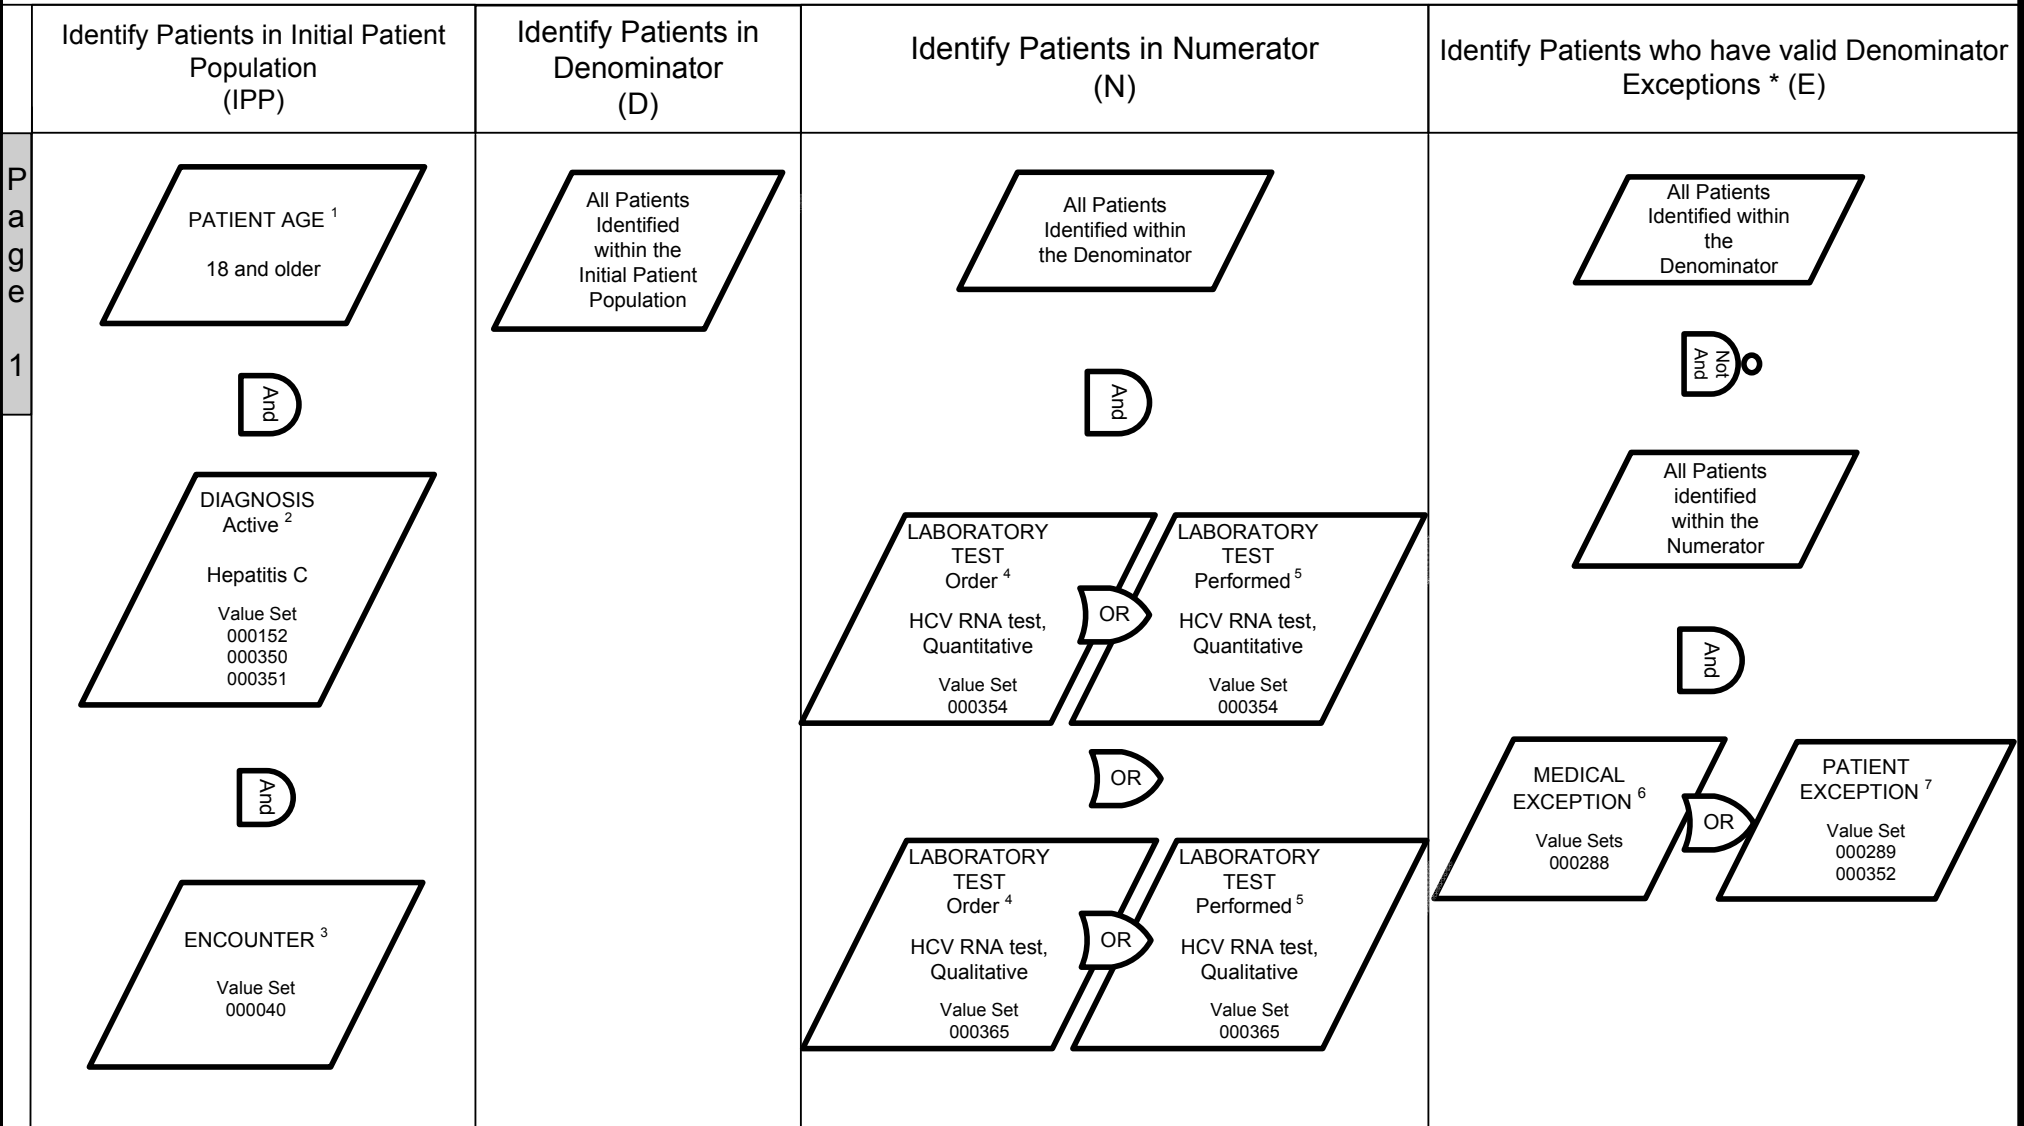 Identify Patients in Initial Patient
Population
(IPP)
Identify Patients in
Denominator
(D)
Identify Patients in Numerator
(N)
Identify Patients who have valid Denominator
Exceptions * (E)
Page 1
PATIENT AGE 1
18 and older
And
DIAGNOSIS
Active 2
Hepatitis C
Value Set
000152
000350
000351
And
ENCOUNTER 3
Value Set
000040
All Patients
Identified
within the
Initial Patient
Population
All Patients
Identified within
the Denominator
And
LABORATORY
TEST
Order 4
HCV RNA test,
Quantitative
Value Set
000354
OR
LABORATORY
TEST
Performed 5
HCV RNA test,
Quantitative
Value Set
000354
OR
LABORATORY
TEST
Order 4
HCV RNA test,
Qualitative
Value Set
000365
OR
LABORATORY
TEST
Performed 5
HCV RNA test,
Qualitative
Value Set
000365
All Patients
Identified within
the
Denominator
Not
And
All Patients
identified
within the
Numerator
And
MEDICAL
EXCEPTION 6
Value Sets
000288
OR
PATIENT
EXCEPTION 7
Value Set
000289
000352